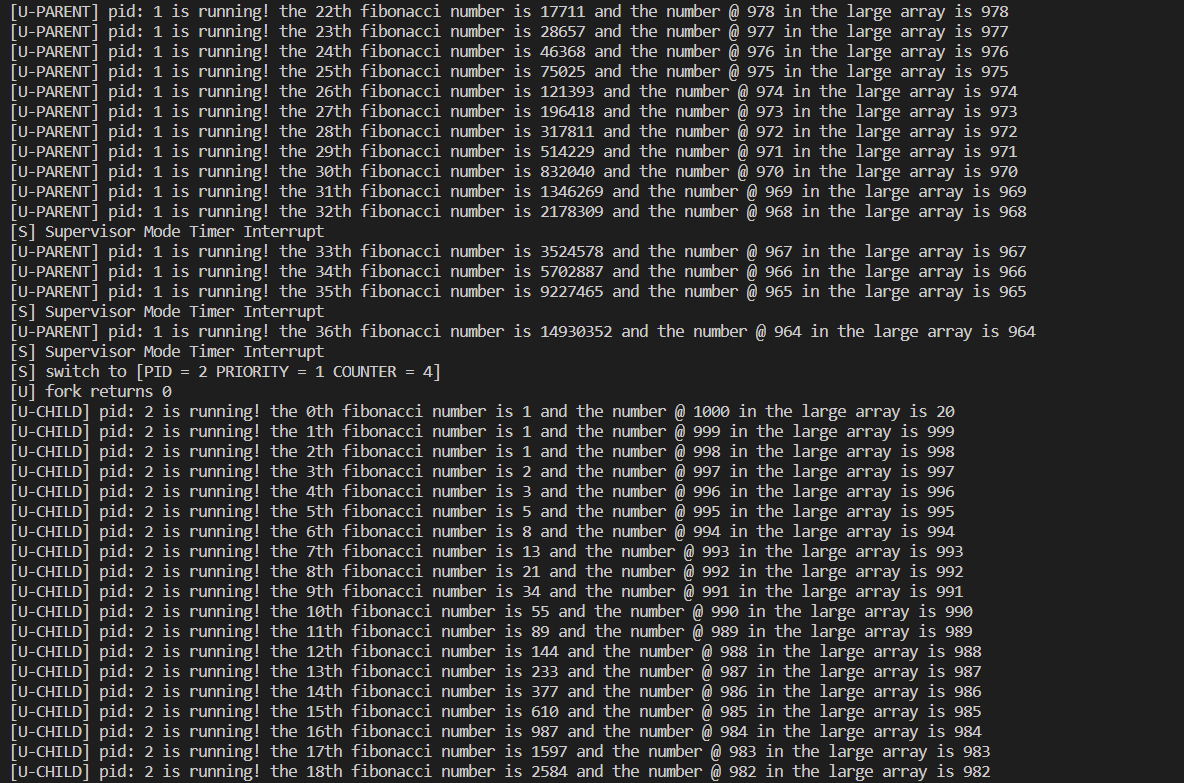 [U-PARENT] pid: 1 is running! the 22th fibonacci number is 17711 and the number @ 978 in the large array is 978
[U-PARENT] pid: 1 is running! the 23th fibonacci number is 28657 and the number @ 977 in the large array is 977
[U-PARENT] pid: 1 is running! the 24th fibonacci number is 46368 and the number @ 976 in the large array is 976
[U-PARENT] pid: 1 is running! the 25th fibonacci number is 75025 and the number @ 975 in the large array is 975
[U-PARENT] pid: 1 is running! the 26th fibonacci number is 121393 and the number @ 974 in the large array is 974
[U-PARENT] pid: 1 is running! the 27th fibonacci number is 196418 and the number @ 973 in the large array is 973
[U-PARENT] pid: 1 is running! the 28th fibonacci number is 317811 and the number @ 972 in the large array is 972
[U-PARENT] pid: 1 is running! the 29th fibonacci number is 514229 and the number @ 971 in the large array is 971
[U-PARENT] pid: 1 is running! the 30th fibonacci number is 832040 and the number @ 970 in the large array is 970
[U-PARENT] pid: 1 is running! the 31th fibonacci number is 1346269 and the number @ 969 in the large array is 969
[U-PARENT] pid: 1 is running! the 32th fibonacci number is 2178309 and the number @ 968 in the large array is 968
[S] Supervisor Mode Timer Interrupt
[U-PARENT] pid: 1 is running! the 33th fibonacci number is 3524578 and the number @ 967 in the large array is 967
[U-PARENT] pid: 1 is running! the 34th fibonacci number is 5702887 and the number @ 966 in the large array is 966
[U-PARENT] pid: 1 is running! the 35th fibonacci number is 9227465 and the number @ 965 in the large array is 965
[S] Supervisor Mode Timer Interrupt
[U-PARENT] pid: 1 is running! the 36th fibonacci number is 14930352 and the number @ 964 in the large array is 964
[S] Supervisor Mode Timer Interrupt
[S] switch to [PID = 2 PRIORITY = 1 COUNTER = 4]
[U] fork returns 0
[U-CHILD] pid: 2 is running! the 0th fibonacci number is 1 and the number @ 1000 in the large array is 20
[U-CHILD] pid: 2 is running! the 1th fibonacci number is 1 and the number @ 999 in the large array is 999
[U-CHILD] pid: 2 is running! the 2th fibonacci number is 1 and the number @ 998 in the large array is 998
[U-CHILD] pid: 2 is running! the 3th fibonacci number is 2 and the number @ 997 in the large array is 997
[U-CHILD] pid: 2 is running! the 4th fibonacci number is 3 and the number @ 996 in the large array is 996
[U-CHILD] pid: 2 is running! the 5th fibonacci number is 5 and the number @ 995 in the large array is 995
[U-CHILD] pid: 2 is running! the 6th fibonacci number is 8 and the number @ 994 in the large array is 994
[U-CHILD] pid: 2 is running! the 7th fibonacci number is 13 and the number @ 993 in the large array is 993
[U-CHILD] pid: 2 is running! the 8th fibonacci number is 21 and the number @ 992 in the large array is 992
[U-CHILD] pid: 2 is running! the 9th fibonacci number is 34 and the number @ 991 in the large array is 991
[U-CHILD] pid: 2 is running! the 10th fibonacci number is 55 and the number @ 990 in the large array is 990
[U-CHILD] pid: 2 is running! the 11th fibonacci number is 89 and the number @ 989 in the large array is 989
[U-CHILD] pid: 2 is running! the 12th fibonacci number is 144 and the number @ 988 in the large array is 988
[U-CHILD] pid: 2 is running! the 13th fibonacci number is 233 and the number @ 987 in the large array is 987
[U-CHILD] pid: 2 is running! the 14th fibonacci number is 377 and the number @ 986 in the large array is 986
[U-CHILD] pid: 2 is running! the 15th fibonacci number is 610 and the number @ 985 in the large array is 985
[U-CHILD] pid: 2 is running! the 16th fibonacci number is 987 and the number @ 984 in the large array is 984
[U-CHILD] pid: 2 is running! the 17th fibonacci number is 1597 and the number @ 983 in the large array is 983
[U-CHILD] pid: 2 is running! the 18th fibonacci number is 2584 and the number @ 982 in the large array is 982